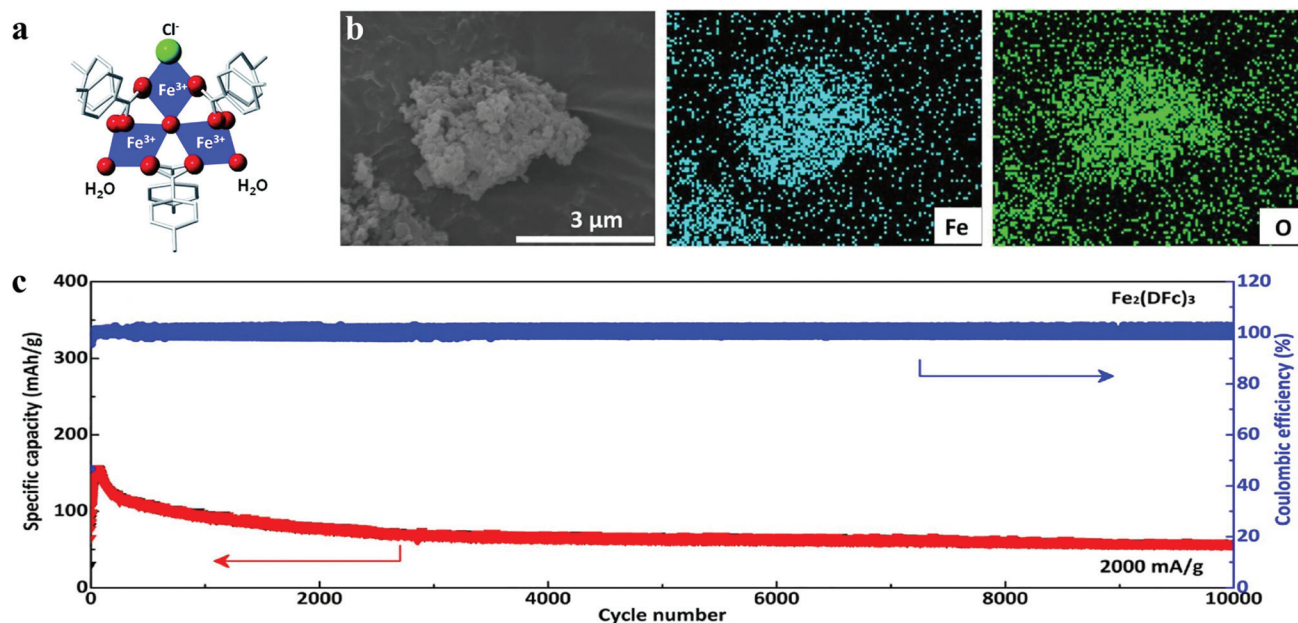 a
Cl⁻
Fe³⁺
Fe³⁺ Fe³⁺
H₂O H₂O
b
3 μm
Fe
O
c
Specific capacity (mAh/g)
400
300
200
100
0
Fe₂(DFc)₃
2000 mA/g
120
100
80
60
40
20
0
Coulombic efficiency (%)
0 2000 4000 6000 8000 10000
Cycle number